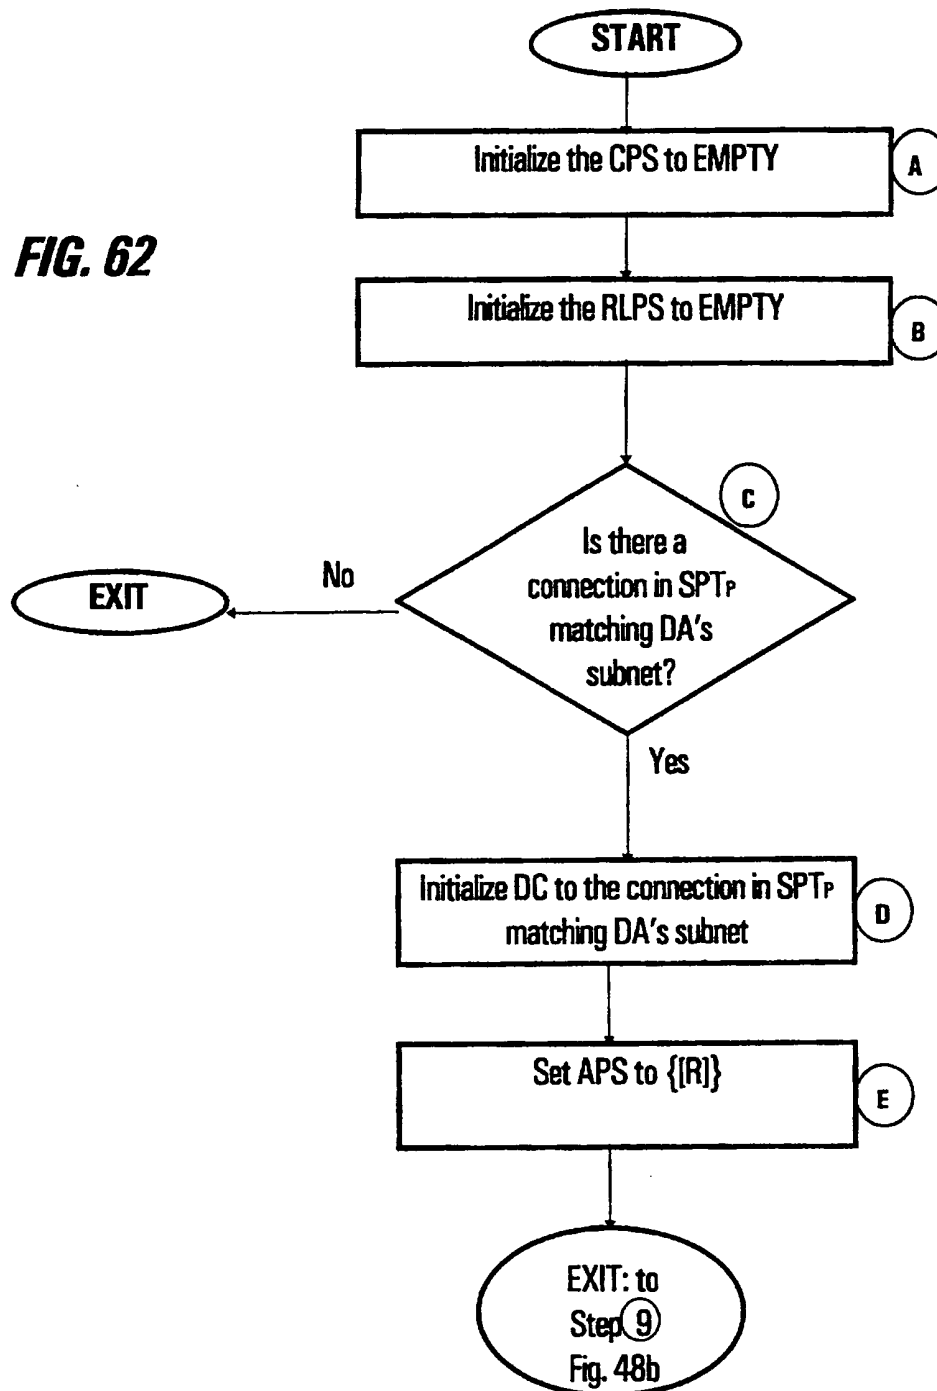 START
Initialize the CPS to EMPTY
A
FIG. 62
Initialize the RLPS to EMPTY
B
C
Is there a
connection in SPTP
matching DA's
subnet?
No
EXIT
Yes
Initialize DC to the connection in SPTP
matching DA's subnet
D
Set APS to {[R]}
E
EXIT: to
Step 9
Fig. 48b